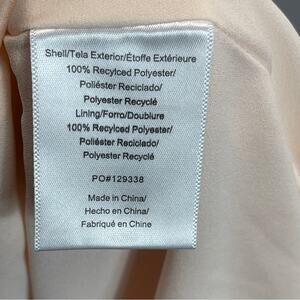 Shell/Tela Exterior/Étoffe Extérieure
100% Recylced Polyester/
Poliéster Reciclado/
Polyester Recyclé
Lining/Forro/Doublure
100% Recylced Polyester/
Poliéster Reciclado/
Polyester Recyclé
PO#129338
Made in China/
Hecho en China/
Fabriqué en Chine